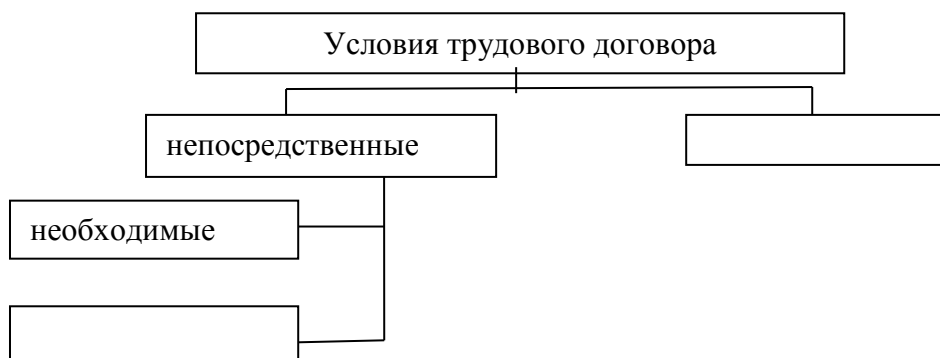 Условия трудового договора
непосредственные
необходимые